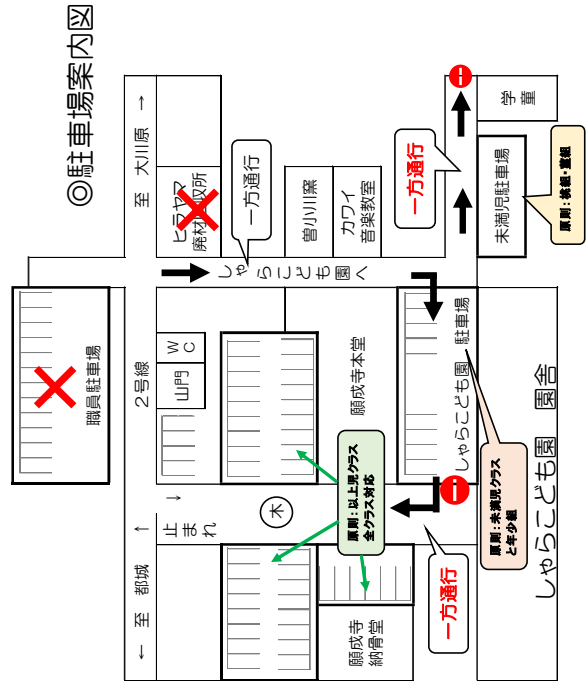 ◎駐車場案内図
職員駐車場
← 至 都城
2号線
至 大川原 →
止まれ
山門
WC
ヒラヤマ
廃材回収所
しゃらこども園へ
一方通行
木
曽小川窯
カワイ
音楽教室
願成寺
納骨堂
願成寺本堂
原則:以上児クラス
全クラス対応
一方通行
一方通行
しゃらこども園 駐車場
未満児駐車場
学童
原則:未満児クラス
と年少組
原則:桃組・菫組
しゃらこども園 園舎